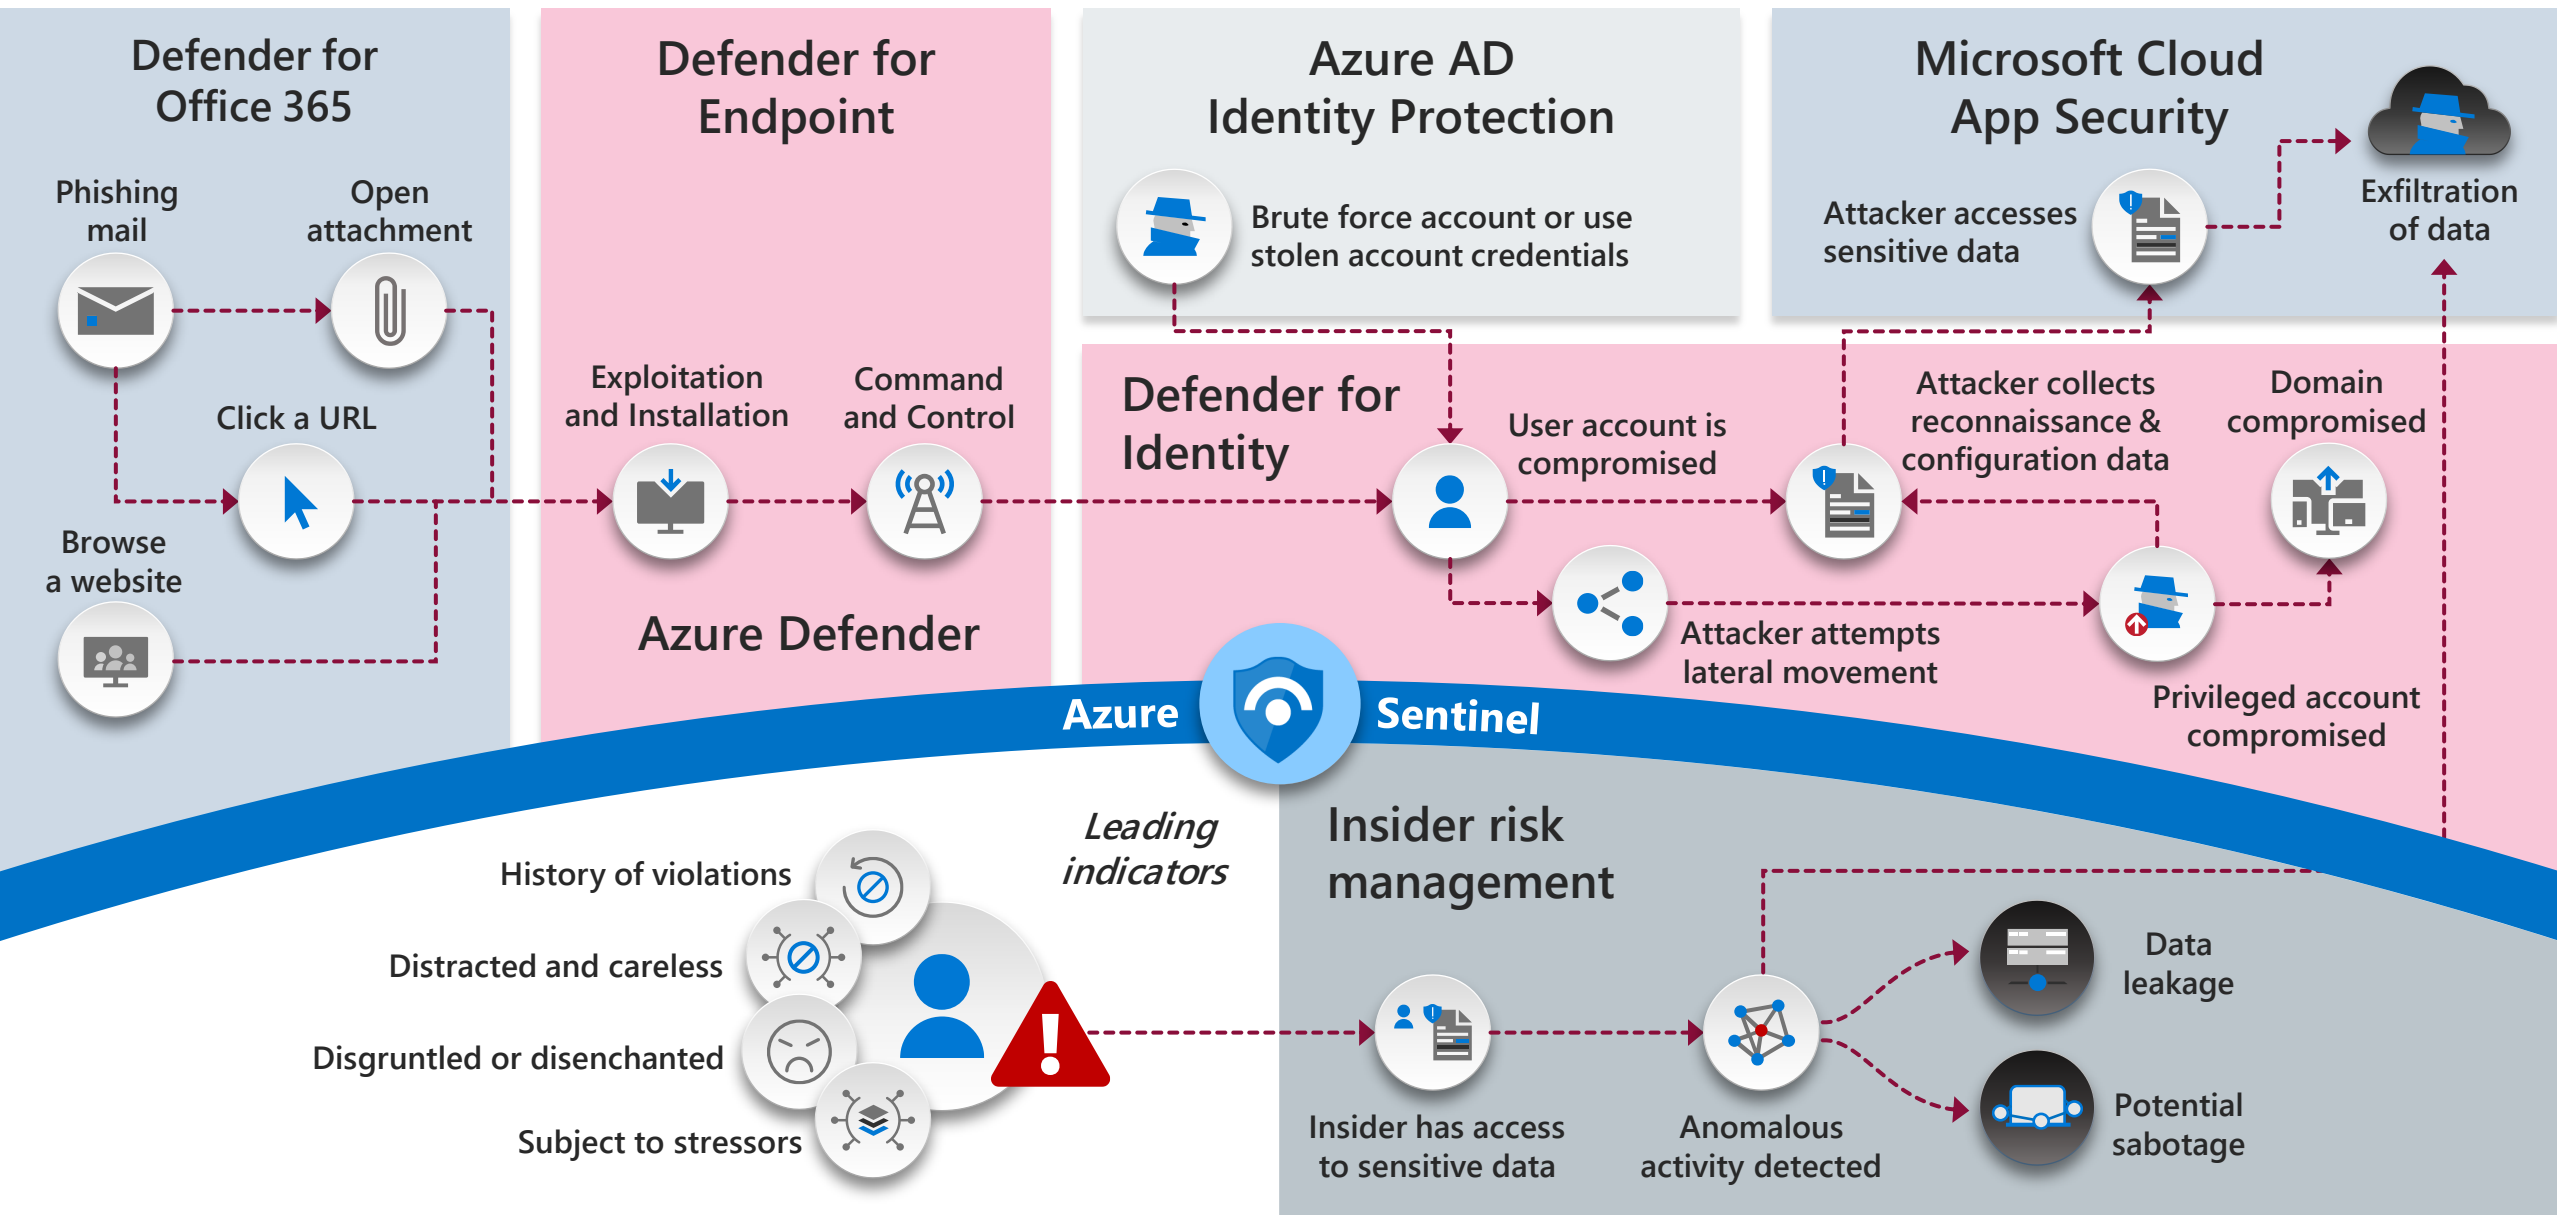 Defender for
Office 365
Phishing
mail
Open
attachment
Click a URL
Browse
a website
Defender for
Endpoint
Exploitation
and Installation
Command
and Control
Azure Defender
Azure AD
Identity Protection
Brute force account or use
stolen account credentials
Microsoft Cloud
App Security
Attacker accesses
sensitive data
Exfiltration
of data
Defender for
Identity
User account is
compromised
Attacker collects
reconnaissance &
configuration data
Domain
compromised
Attacker attempts
lateral movement
Privileged account
compromised
Azure
Sentinel
Leading
indicators
History of violations
Distracted and careless
Disgruntled or disenchanted
Subject to stressors
Insider risk
management
Insider has access
to sensitive data
Anomalous
activity detected
Data
leakage
Potential
sabotage